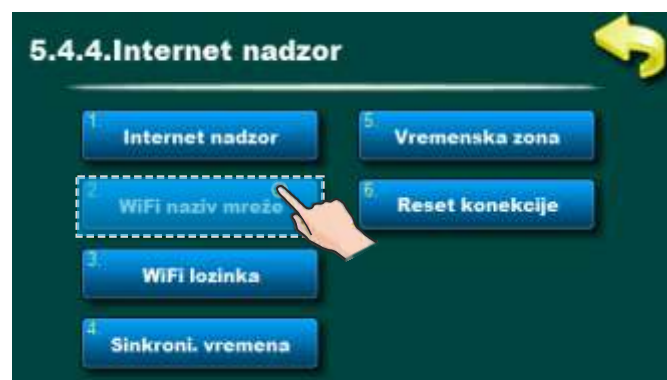 5.4.4.Internet nadzor
1.
Internet nadzor
2.
WiFi naziv mreže
3.
WiFi lozinka
4.
Sinkroni. vremena
5.
Vremenska zona
6.
Reset konekcije